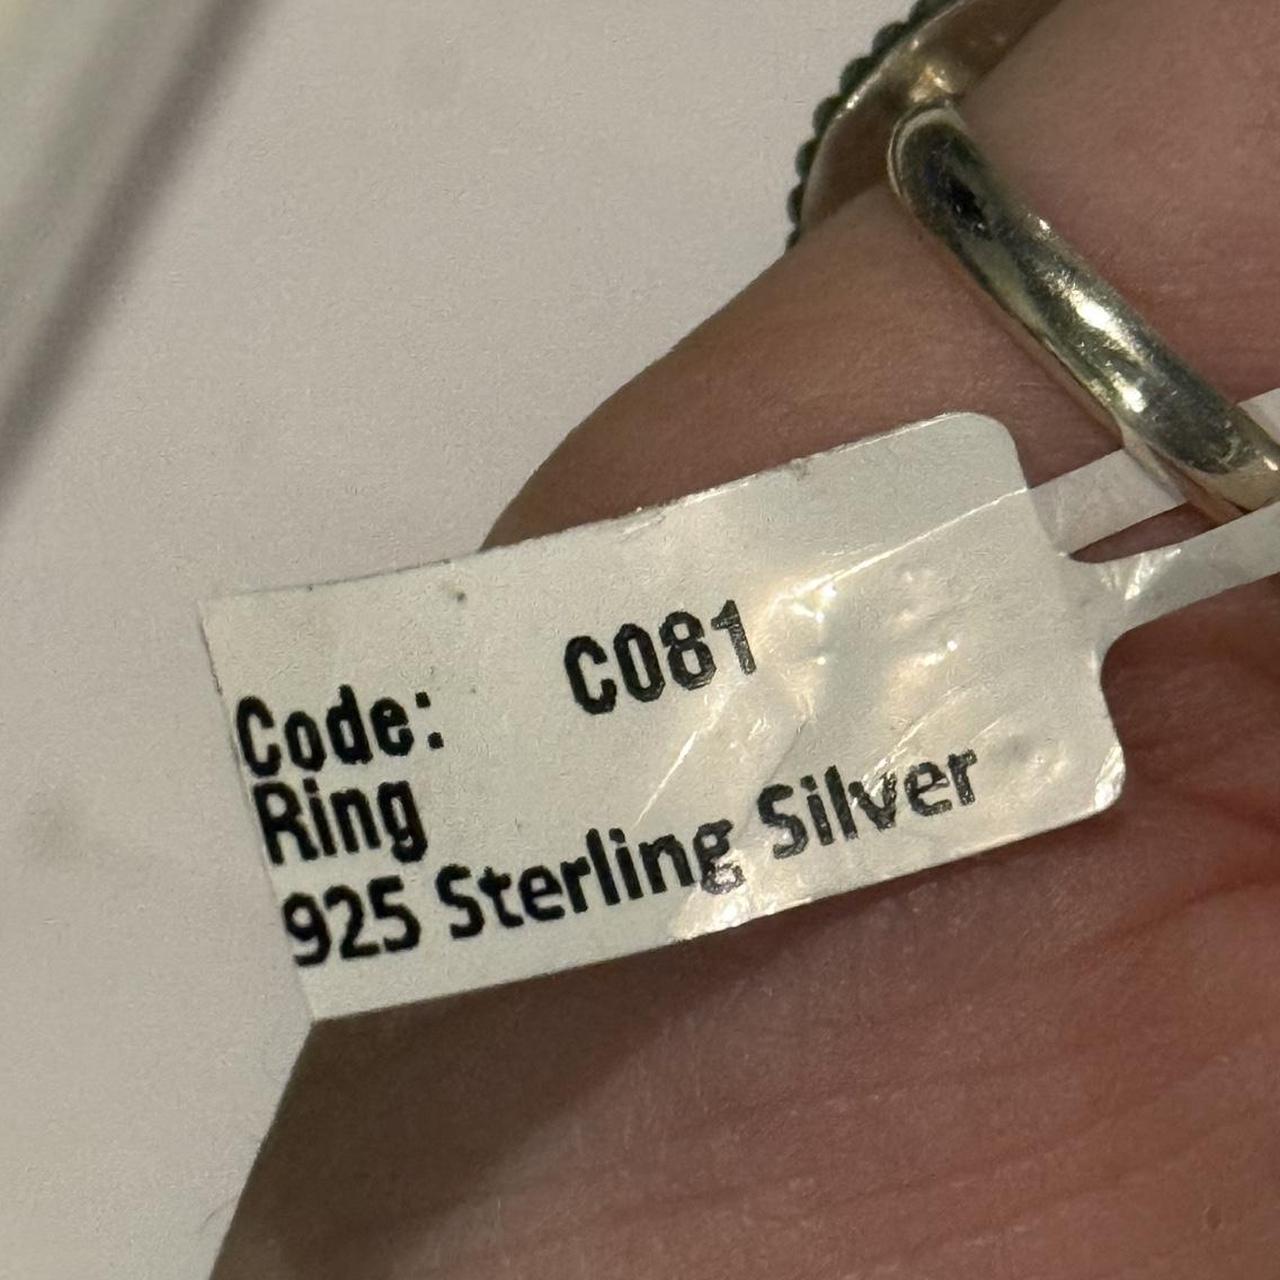 Code: C081
Ring
925 Sterling Silver